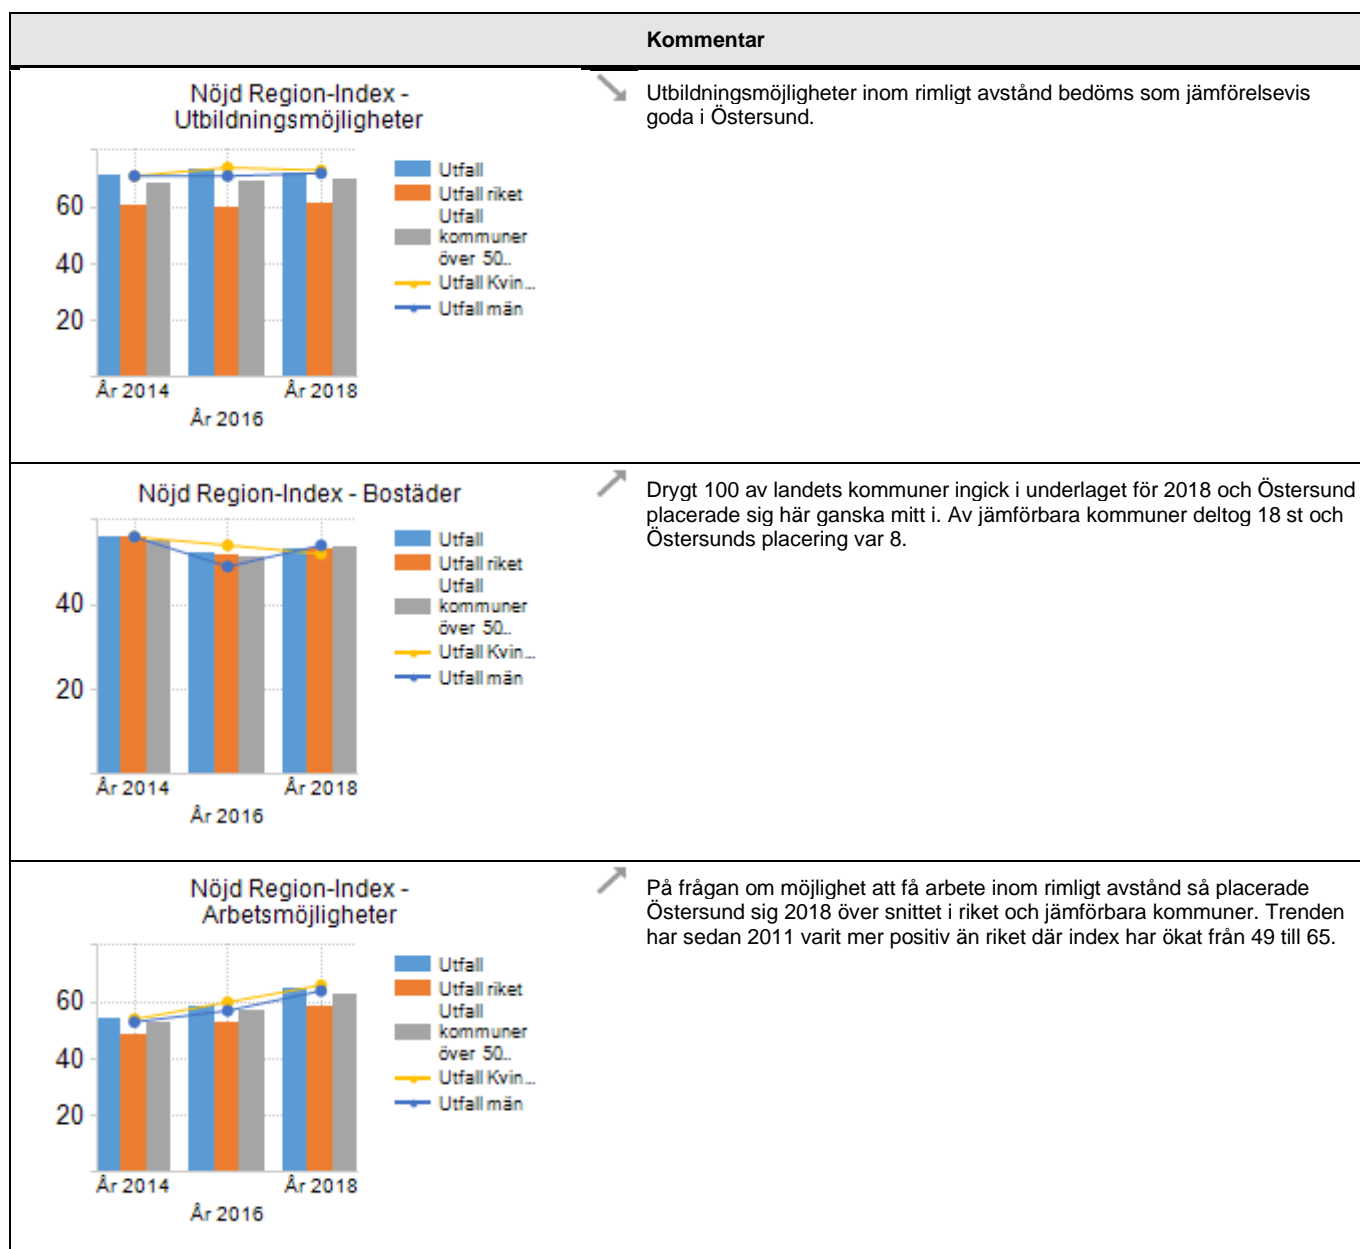 Kommentar
Nöjd Region-Index -
Utbildningsmöjligheter
60
40
20
År 2014
År 2016
År 2018
Utfall
Utfall riket
Utfall
kommuner
över 50..
Utfall Kvin...
Utfall män
Utbildningsmöjligheter inom rimligt avstånd bedöms som jämförelsevis
goda i Östersund.
Nöjd Region-Index - Bostäder
40
20
År 2014
År 2016
År 2018
Utfall
Utfall riket
Utfall
kommuner
över 50..
Utfall Kvin...
Utfall män
Drygt 100 av landets kommuner ingick i underlaget för 2018 och Östersund
placerade sig här ganska mitt i. Av jämförbara kommuner deltog 18 st och
Östersunds placering var 8.
Nöjd Region-Index -
Arbetsmöjligheter
60
40
20
År 2014
År 2016
År 2018
Utfall
Utfall riket
Utfall
kommuner
över 50..
Utfall Kvin...
Utfall män
På frågan om möjlighet att få arbete inom rimligt avstånd så placerade
Östersund sig 2018 över snittet i riket och jämförbara kommuner. Trenden
har sedan 2011 varit mer positiv än riket där index har ökat från 49 till 65.